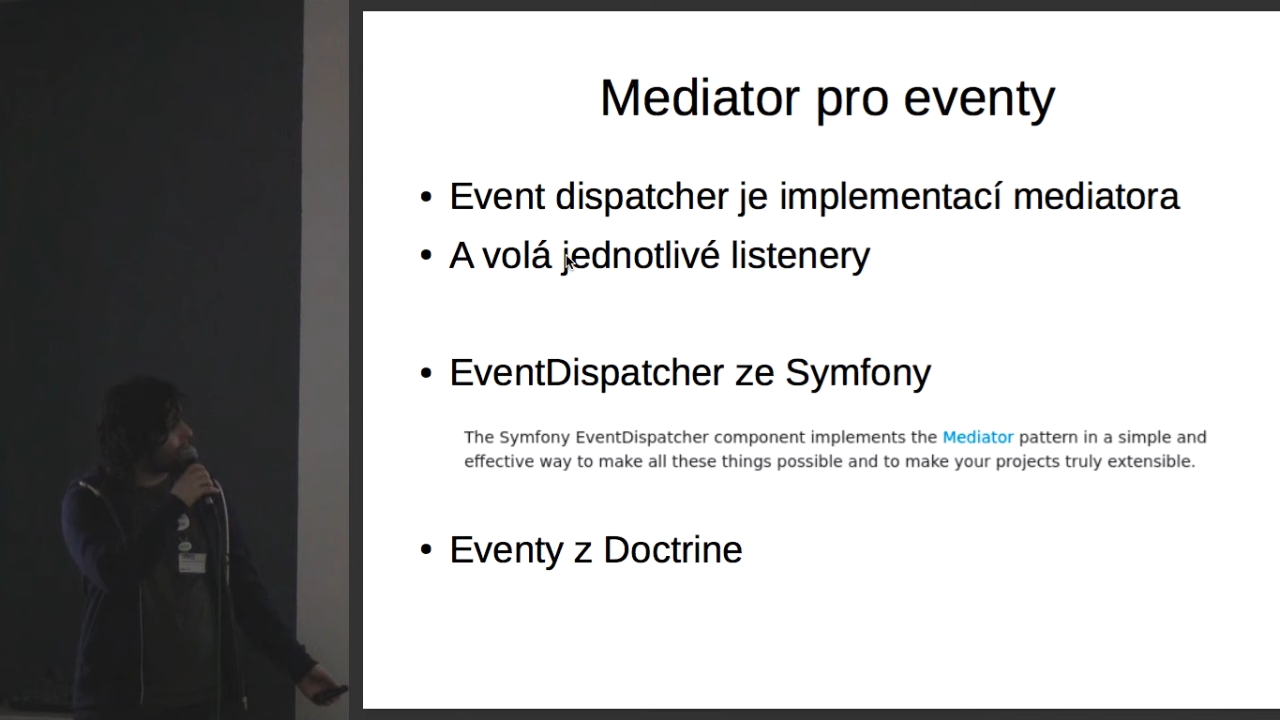 Mediator pro eventy
• Event dispatcher je implementací mediatora
• A volá jednotlivé listenery
• EventDispatcher ze Symfony
The Symfony EventDispatcher component implements the Mediator pattern in a simple and
effective way to make all these things possible and to make your projects truly extensible.
• Eventy z Doctrine